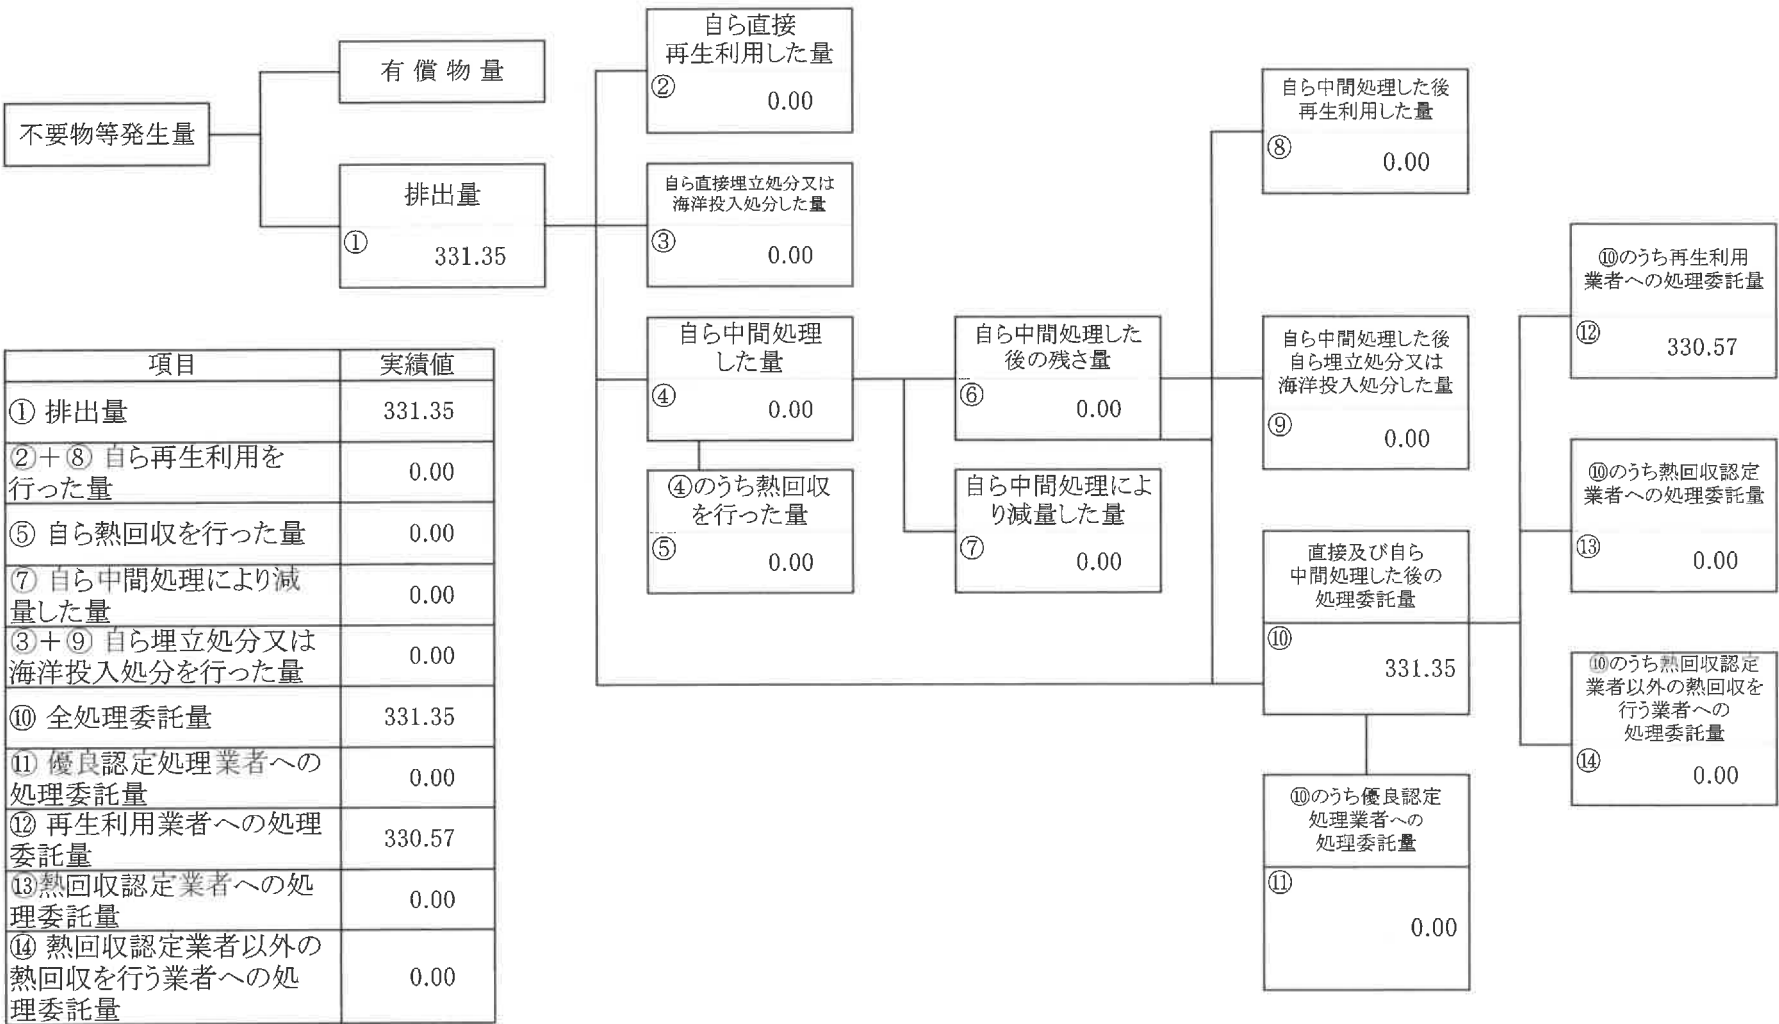 不要物等発生量
有償物量
排出量
①
331.35
自ら直接
再生利用した量
②
0.00
自ら直接埋立処分又は
海洋投入処分した量
③
0.00
自ら中間処理
した量
④
0.00
④のうち熱回収
を行った量
⑤
0.00
自ら中間処理した
後の残さ量
⑥
0.00
自ら中間処理によ
り減量した量
⑦
0.00
自ら中間処理した後
再生利用した量
⑧
0.00
自ら中間処理した後
自ら埋立処分又は
海洋投入処分した量
⑨
0.00
直接及び自ら
中間処理した後の
処理委託量
⑩
331.35
⑩のうち優良認定
処理業者への
処理委託量
⑪
0.00
⑩のうち再生利用
業者への処理委託量
⑫
330.57
⑩のうち熱回収認定
業者への処理委託量
⑬
0.00
⑩のうち熱回収認定
業者以外の熱回収を
行う業者への
処理委託量
⑭
0.00
項目 実績値
① 排出量 331.35
②+⑧ 自ら再生利用を
行った量 0.00
⑤ 自ら熱回収を行った量 0.00
⑦ 自ら中間処理により減
量した量 0.00
③+⑨ 自ら埋立処分又は
海洋投入処分を行った量 0.00
⑩ 全処理委託量 331.35
⑪ 優良認定処理業者への
処理委託量 0.00
⑫ 再生利用業者への処理
委託量 330.57
⑬熱回収認定業者への処
理委託量 0.00
⑭ 熱回収認定業者以外の
熱回収を行う業者への処
理委託量 0.00